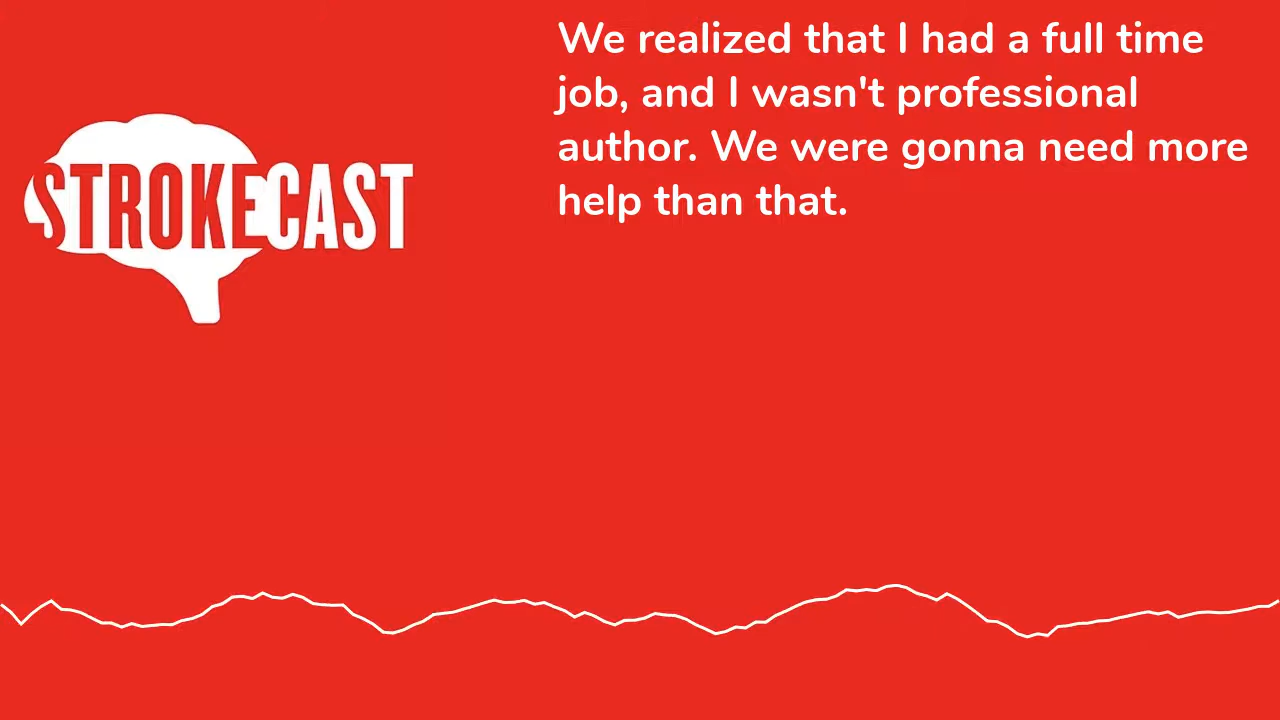 STROKECAST
We realized that I had a full time
job, and I wasn't professional
author. We were gonna need more
help than that.